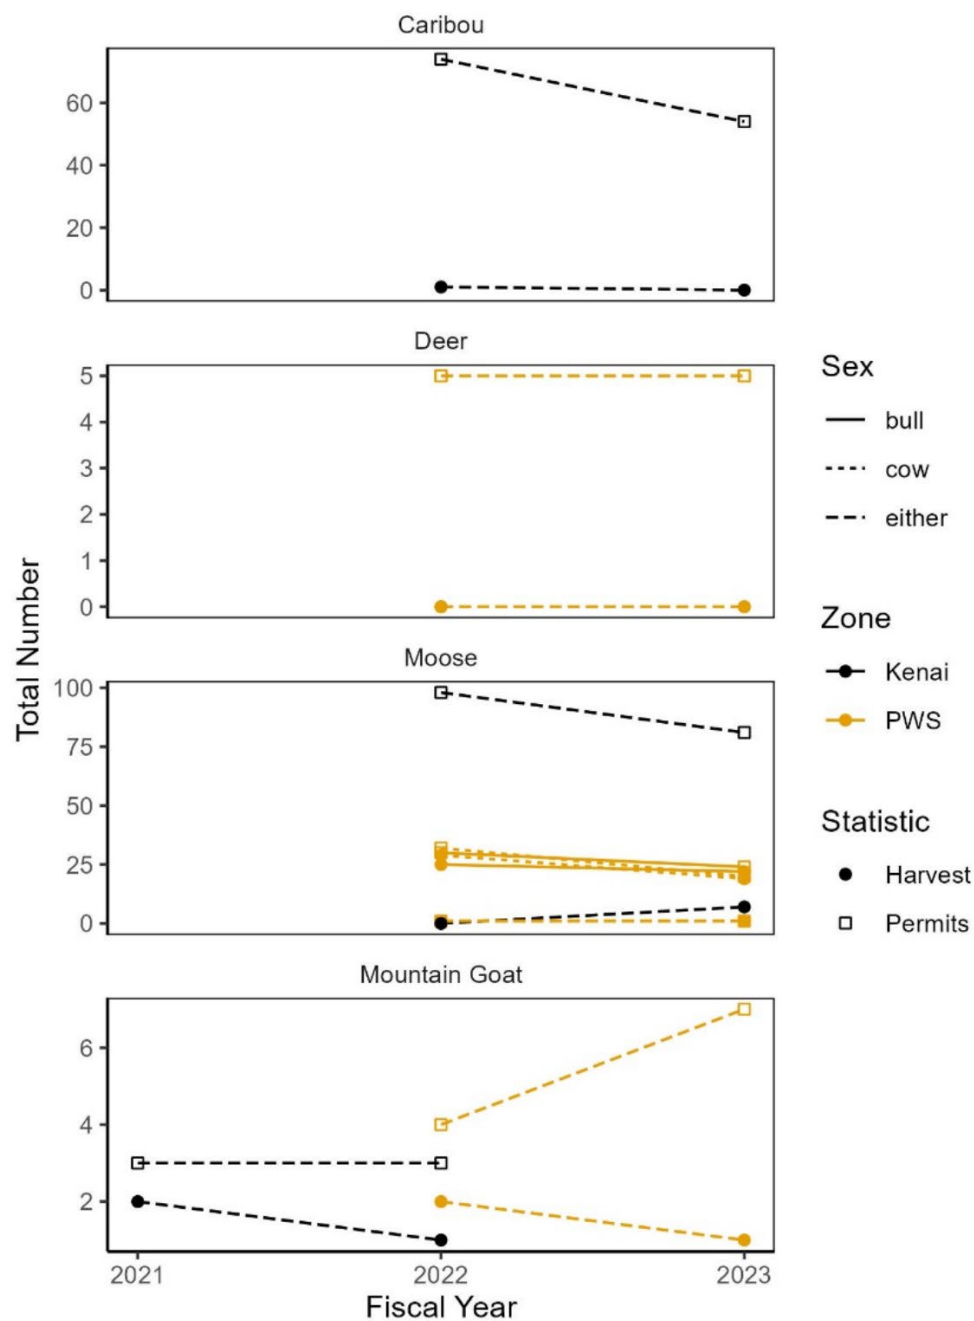 Caribou
60
40
20
0
Deer
5
4
3
2
1
0
Moose
100
75
50
25
0
Mountain Goat
6
4
2
2021 2022 2023
Fiscal Year
Total Number
Sex
bull
cow
either
Zone
Kenai
PWS
Statistic
Harvest
Permits